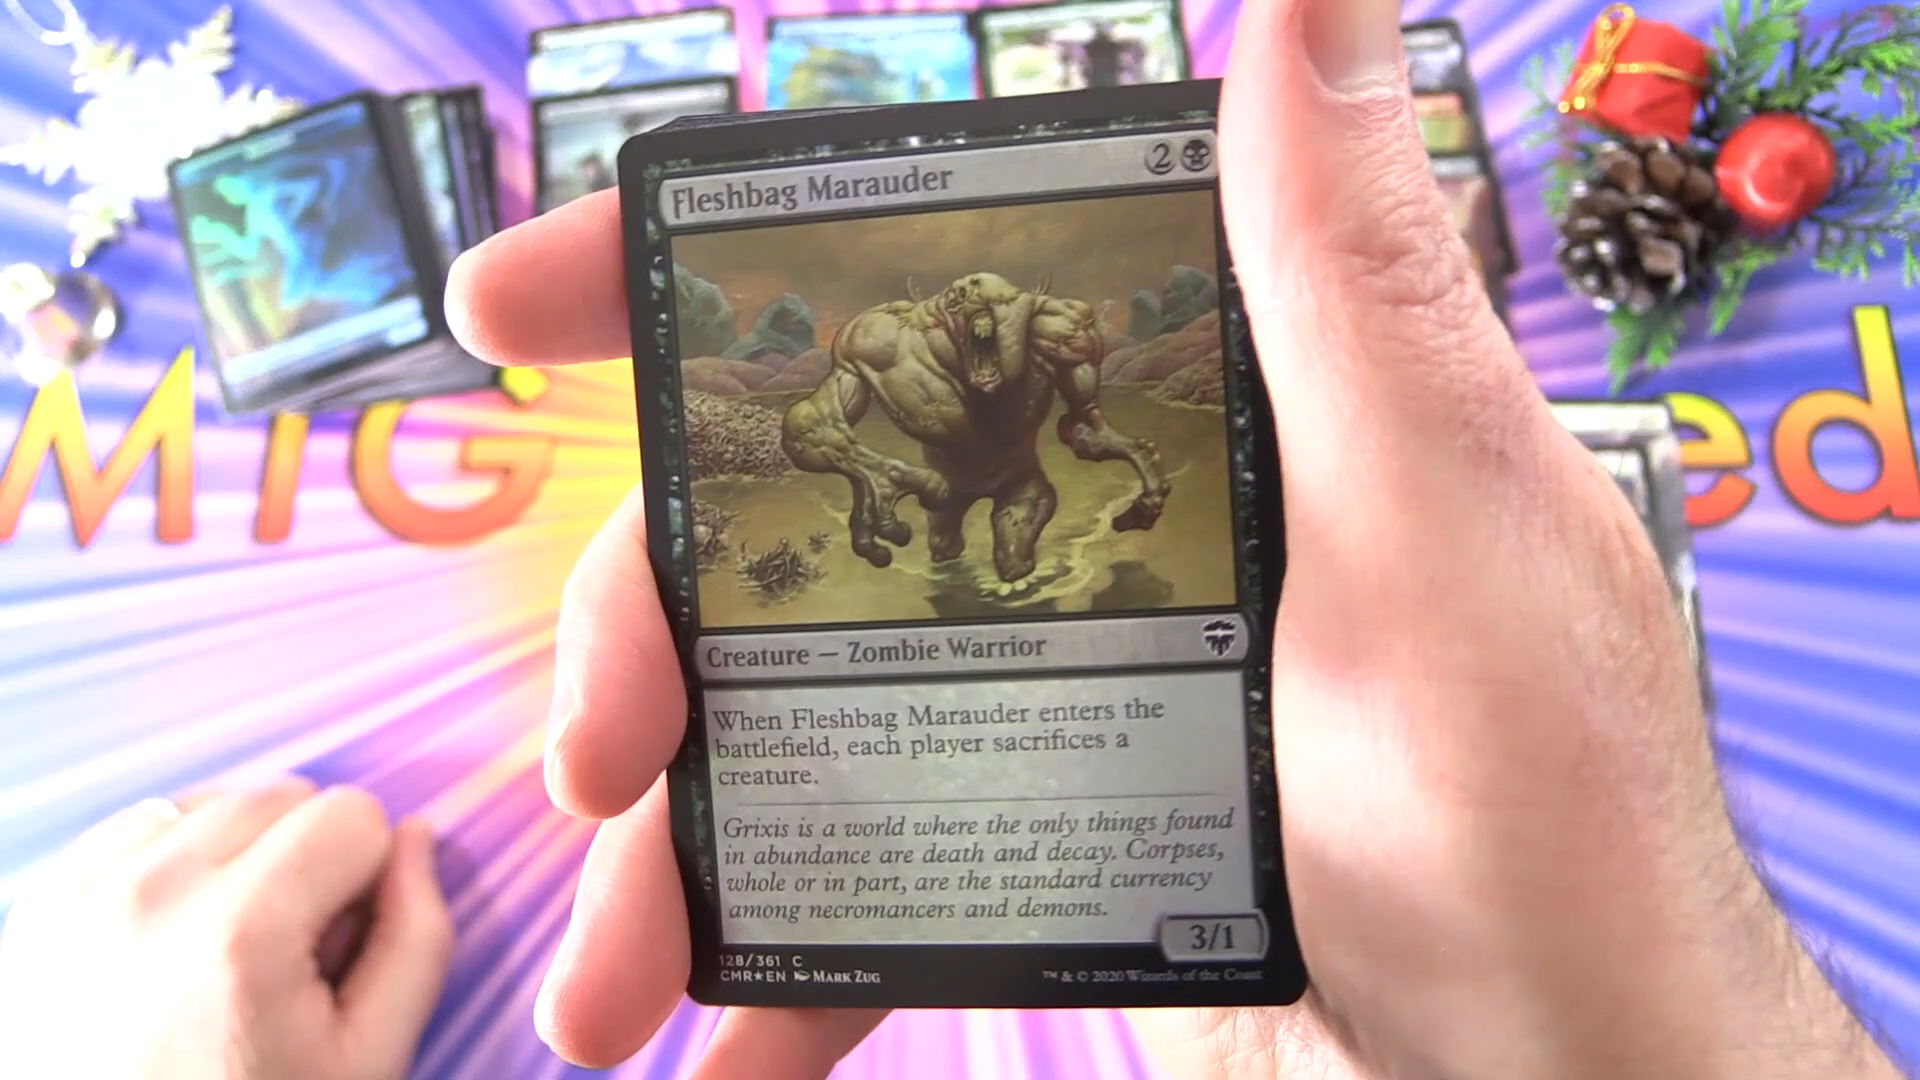 Fleshbag Marauder 2
Creature — Zombie Warrior
When Fleshbag Marauder enters the
battlefield, each player sacrifices a
creature.
Grixis is a world where the only things found
in abundance are death and decay. Corpses,
whole or in part, are the standard currency
among necromancers and demons.
3/1
128/361 C
CMR★EN Mark Zug
™ & © 2020 Wizards of the Coast
MTG
ed